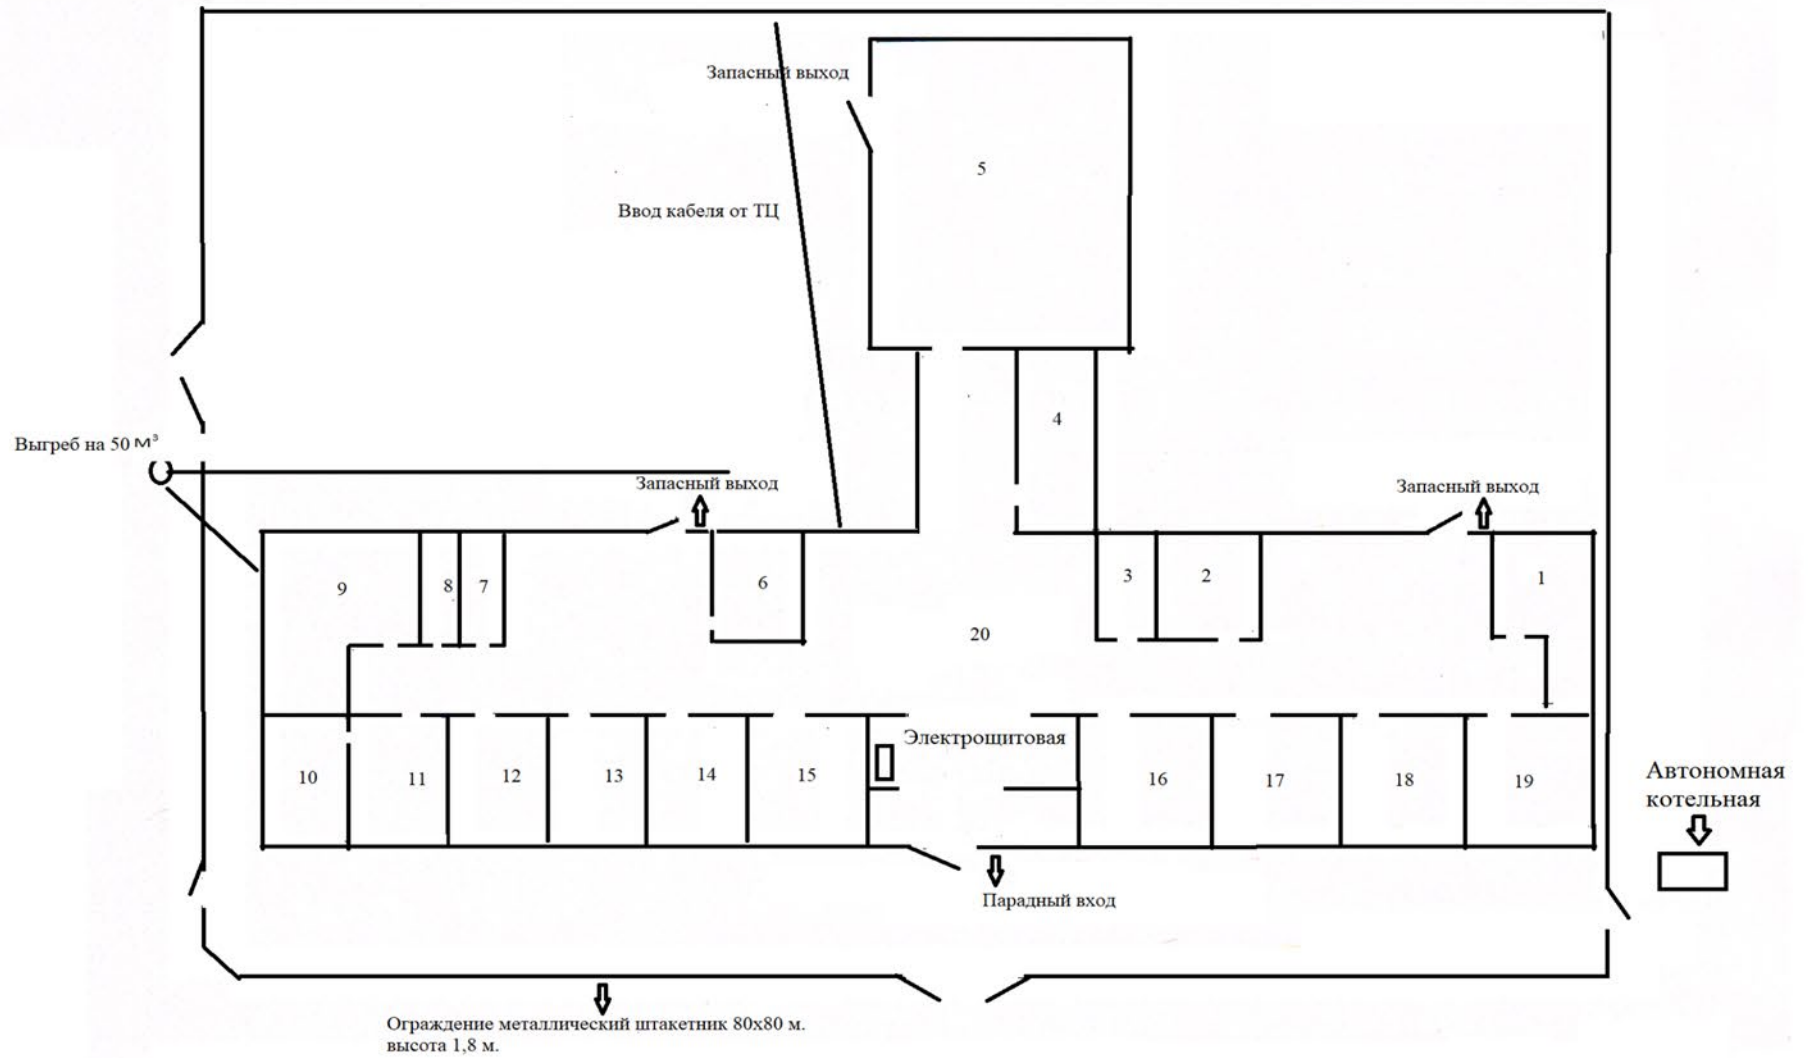 Запасный выход
5
Ввод кабеля от ТЦ
4
Выгреб на 50 м³
Запасный выход
Запасный выход
9
8
7
6
3
2
1
20
Электрощитовая
10
11
12
13
14
15
16
17
18
19
Автономная
котельная
Парадный вход
Ограждение металлический штакетник 80х80 м.
высота 1,8 м.